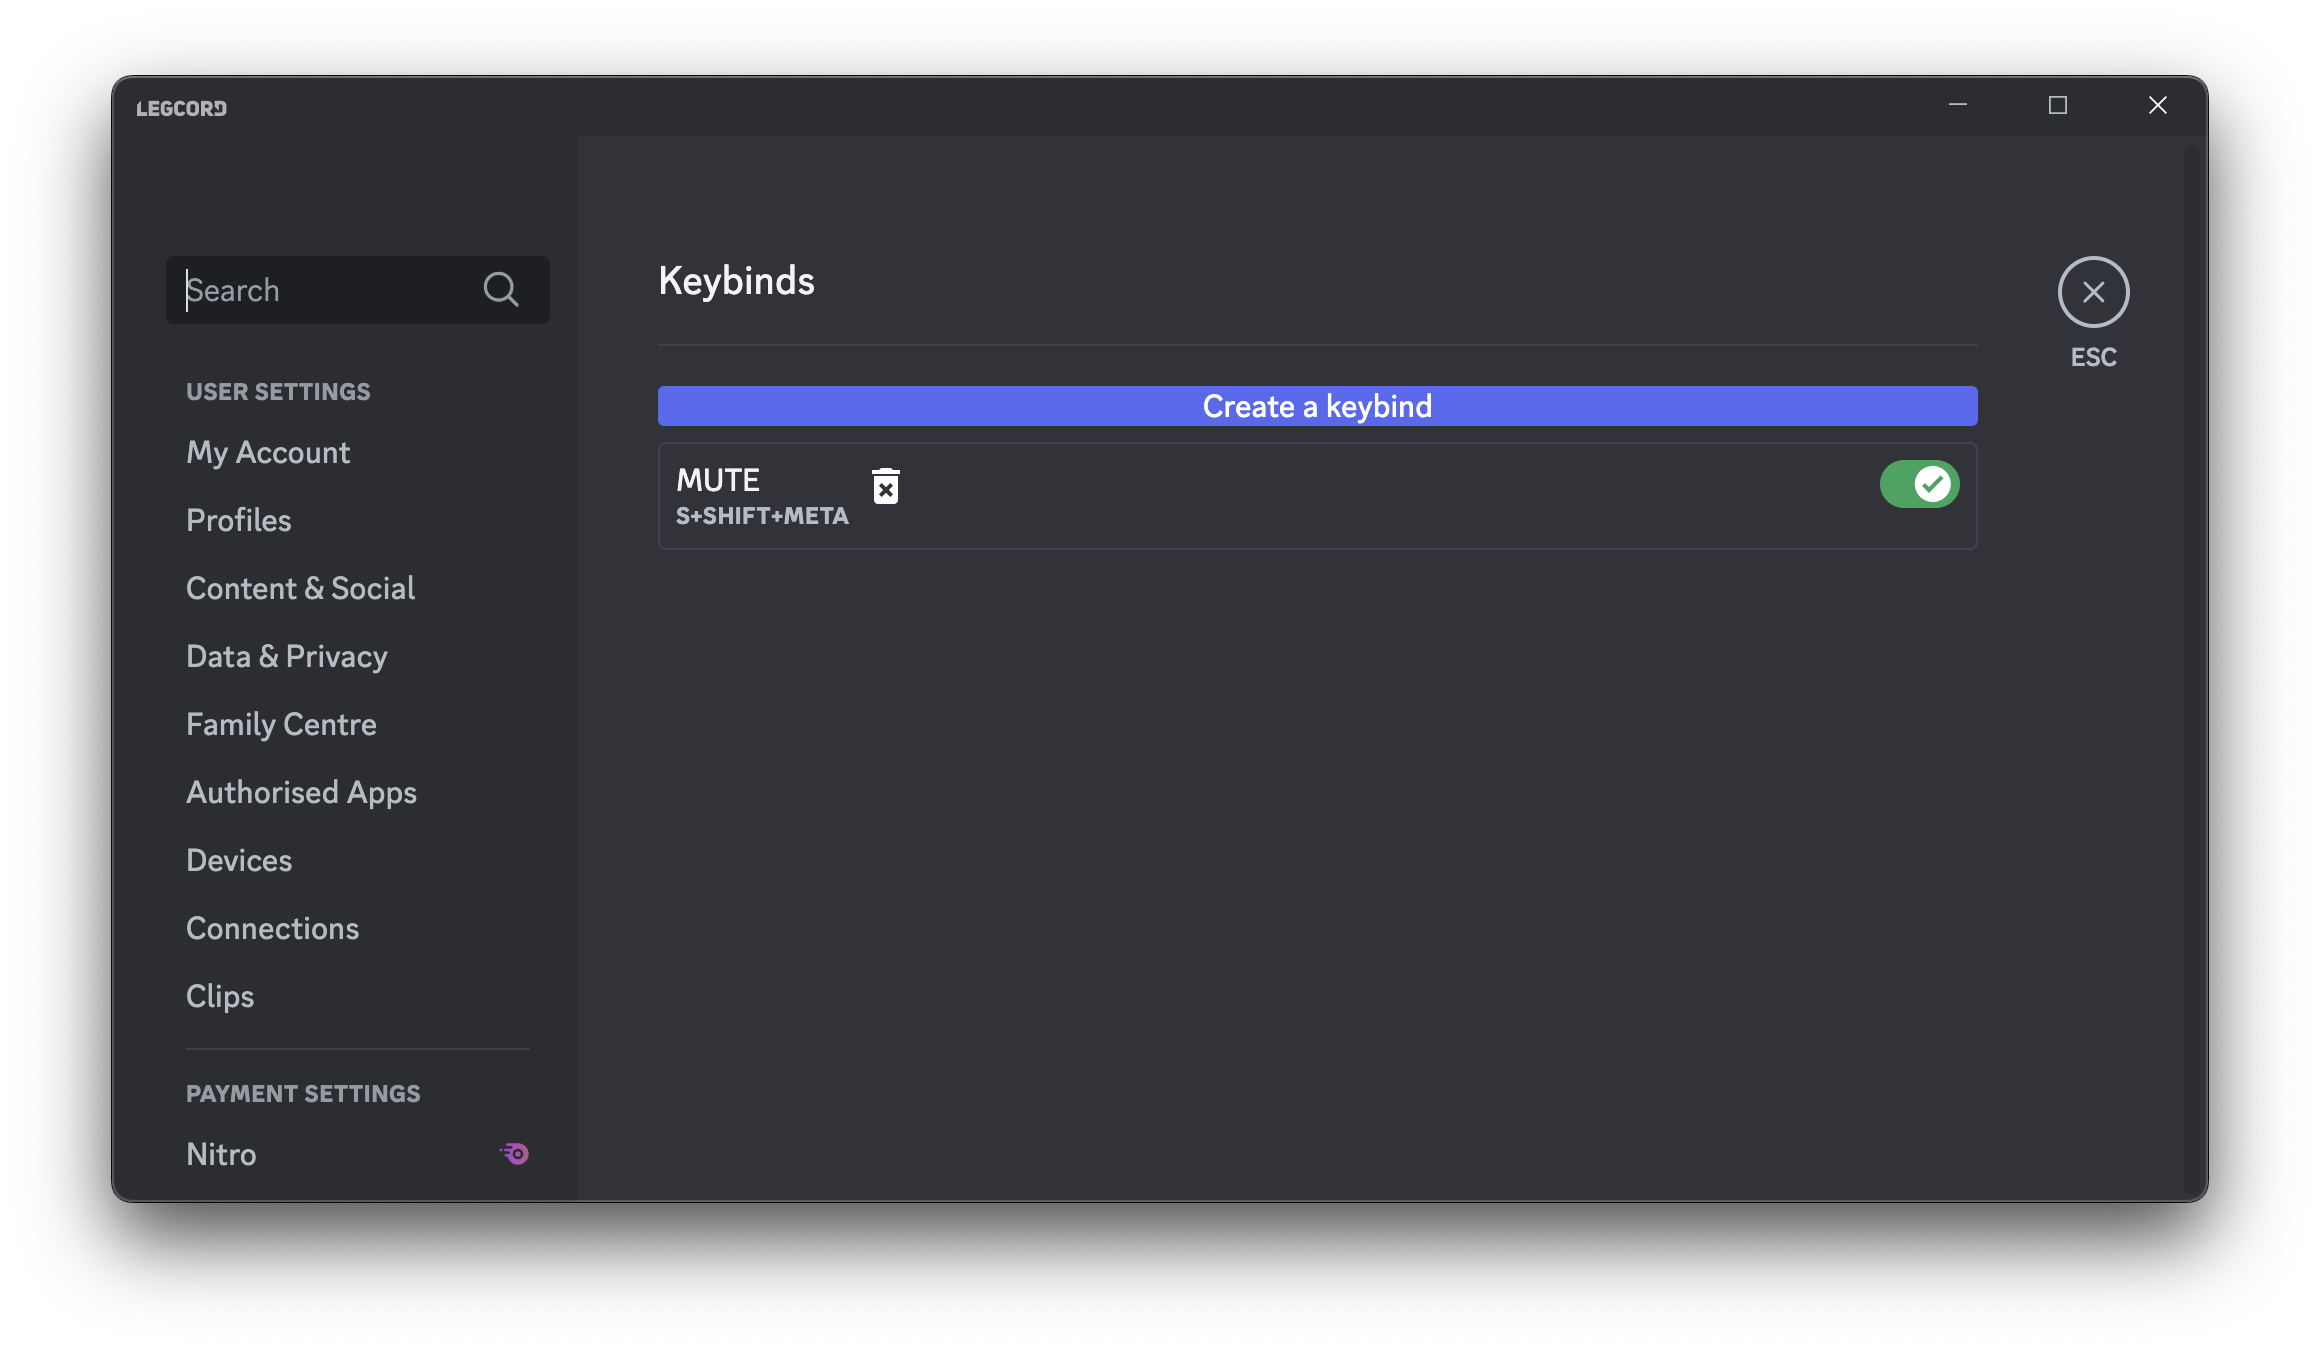 LEGCORD
Search
USER SETTINGS
My Account
Profiles
Content & Social
Data & Privacy
Family Centre
Authorised Apps
Devices
Connections
Clips
PAYMENT SETTINGS
Nitro
Keybinds
Create a keybind
MUTE
S+SHIFT+META
ESC